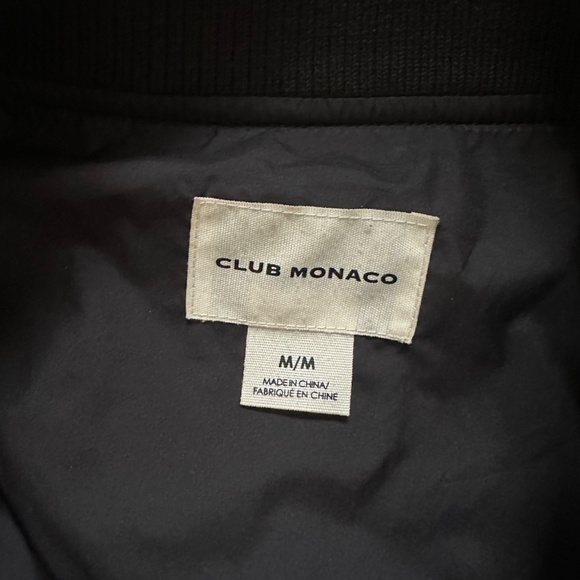 CLUB MONACO
M/M
MADE IN CHINA/
FABRIQUÉ EN CHINE